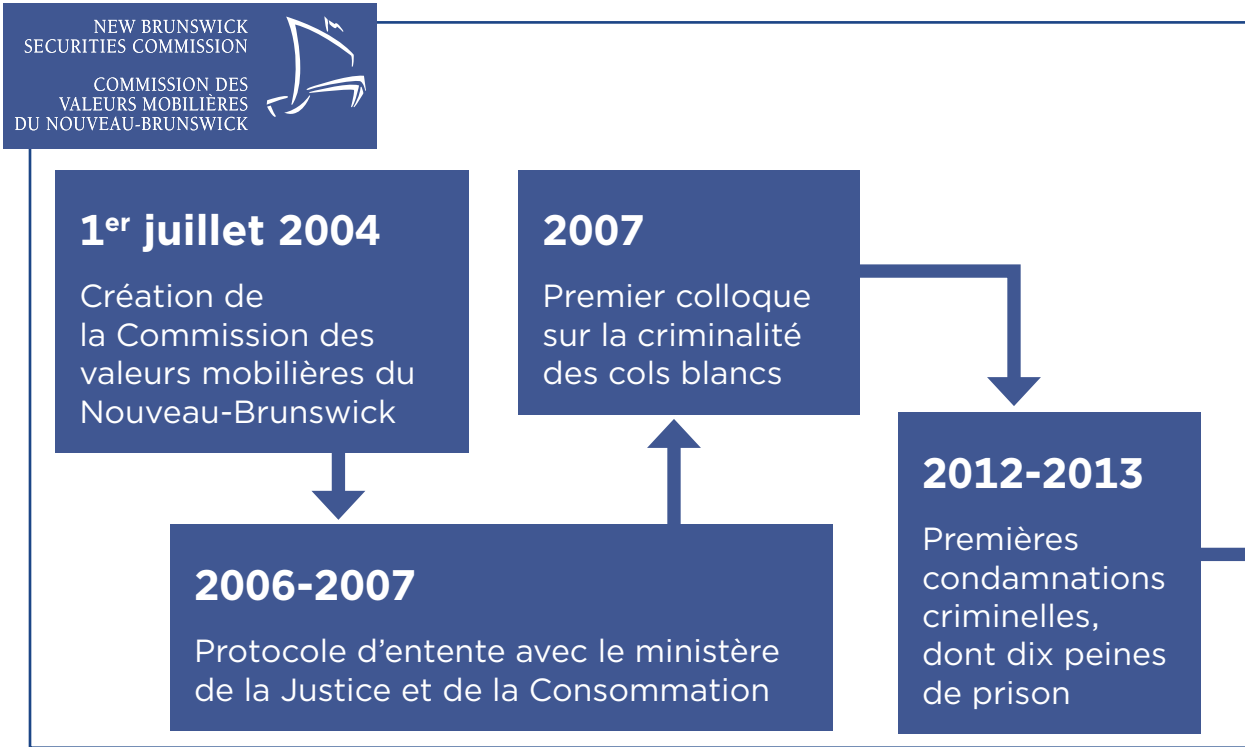 NEW BRUNSWICK
SECURITIES COMMISSION
COMMISSION DES
VALEURS MOBILIÈRES
DU NOUVEAU-BRUNSWICK
1er juillet 2004
Création de
la Commission des
valeurs mobilières du
Nouveau-Brunswick
2006-2007
Protocole d’entente avec le ministère
de la Justice et de la Consommation
2007
Premier colloque
sur la criminalité
des cols blancs
2012-2013
Premières
condamnations
criminelles,
dont dix peines
de prison